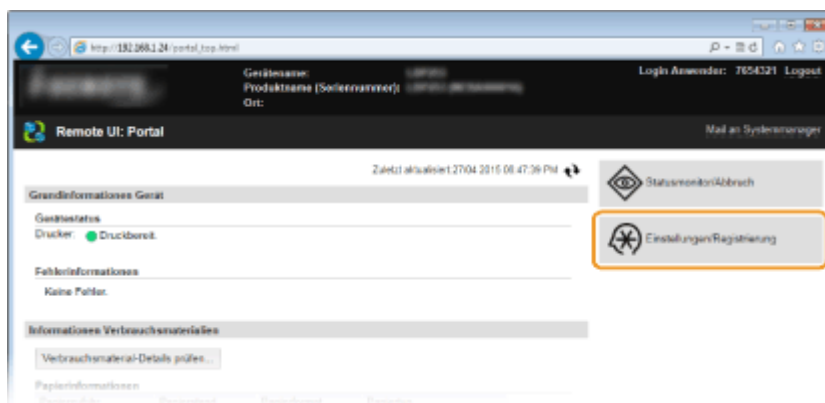 http://192.168.1.24/portal_top.html
Gerätename:
Login Anwender: 7654321 Logout
Produktname (Seriennummer):
Ort:
Remote UI: Portal
Mail an Systemmanager
Zuletzt aktualisiert:27/04 2015 08:47:39 PM
Statusmonitor/Abbruch
Grundinformationen Gerät
Gerätestatus
Drucker: Druckbereit.
Einstellungen/Registrierung
Fehlerinformationen
Keine Fehler.
Informationen Verbrauchsmaterialien
Verbrauchsmaterial-Details prüfen...
Papierinformationen